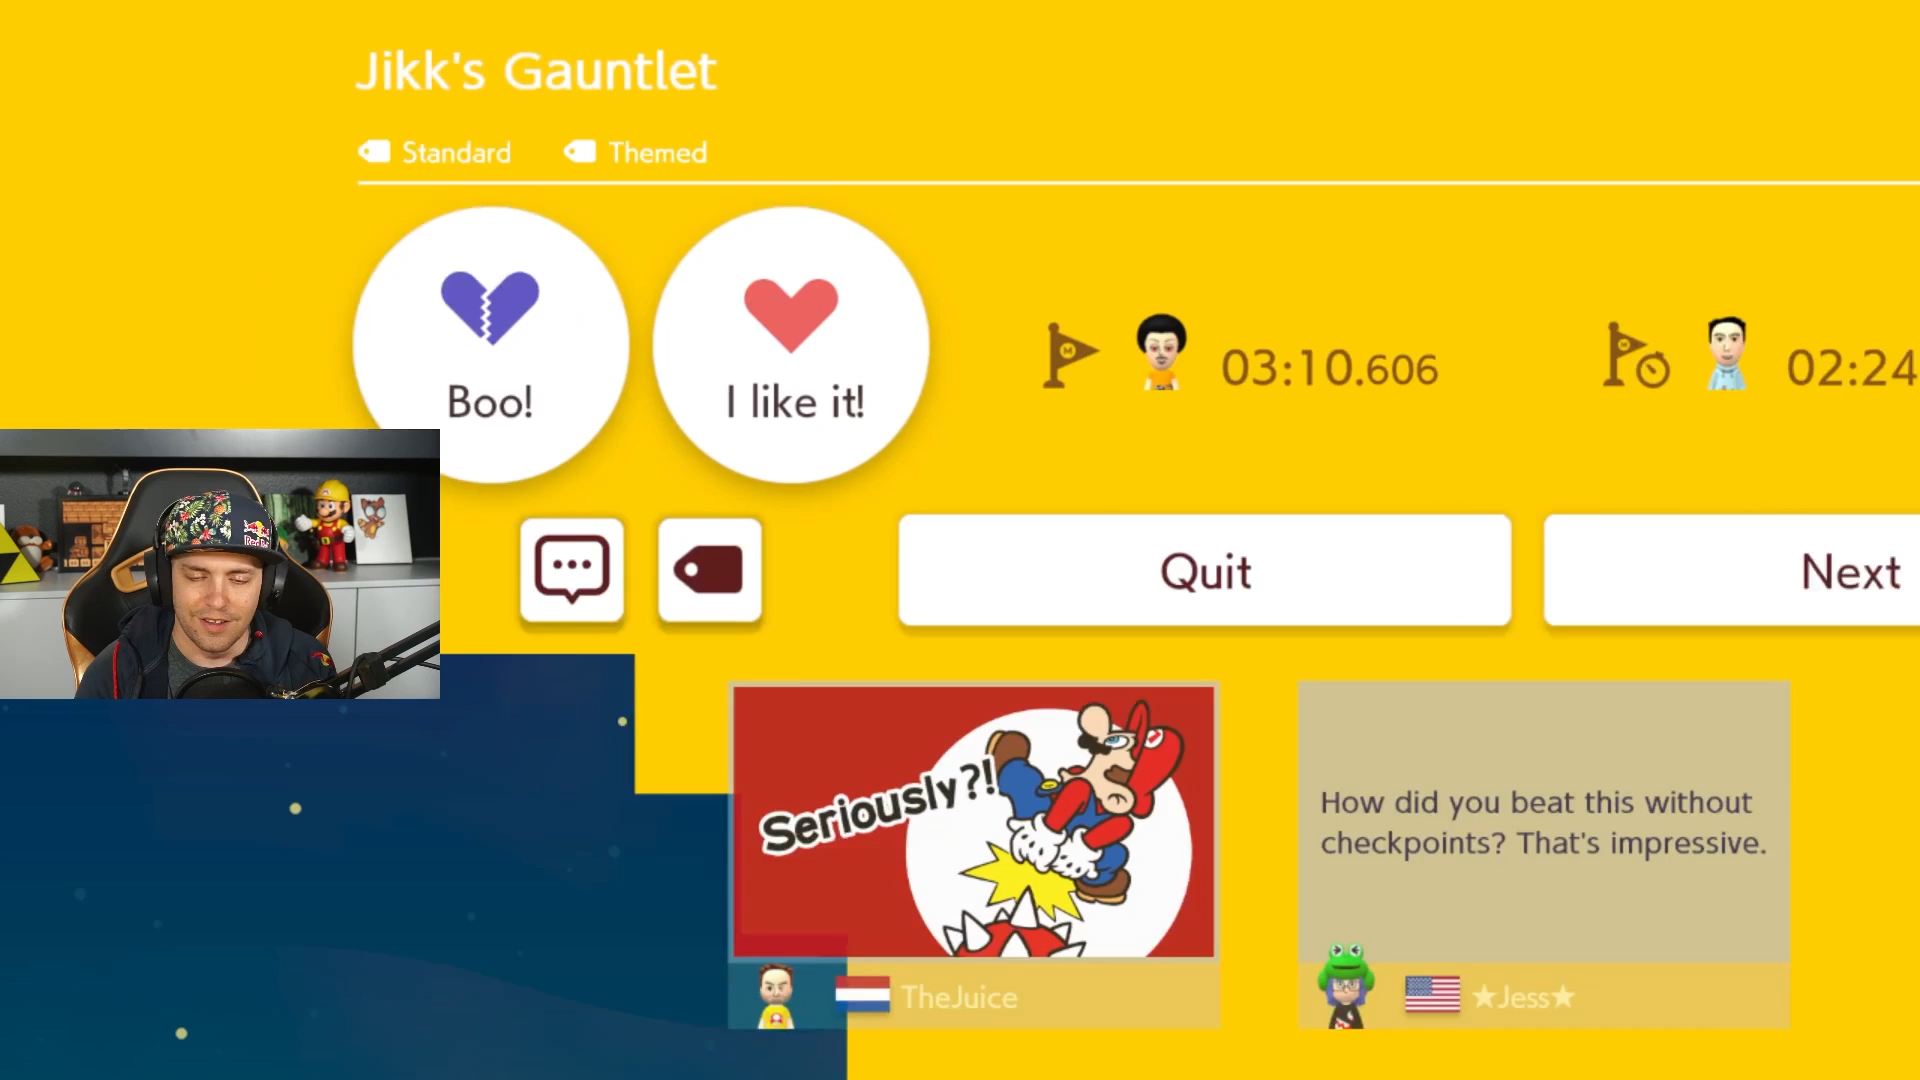 Jikk's Gauntlet
Standard Themed
Boo!
I like it!
03:10.606
02:24
Quit
Next
Seriously?!
How did you beat this without
checkpoints? That's impressive.
TheJuice
★Jess★